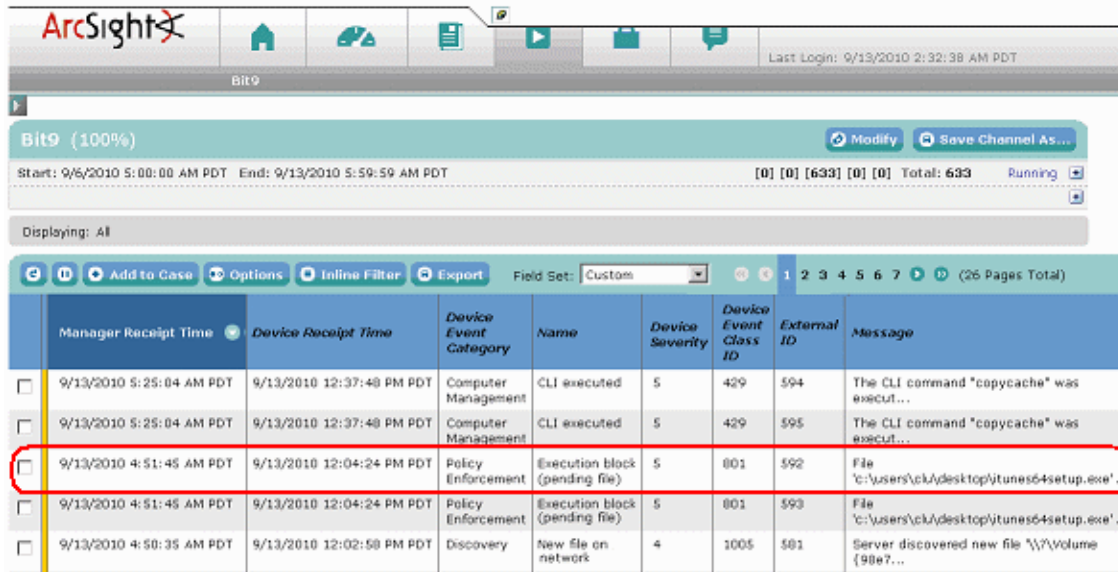 ArcSight
Last Login: 9/13/2010 2:32:38 AM PDT
Bit9
Bit9 (100%)
Modify
Save Channel As...
Start: 9/6/2010 5:00:00 AM PDT End: 9/13/2010 5:59:59 AM PDT
[0] [0] [633] [0] [0] Total: 633
Running
Displaying: All
Add to Case
Options
Inline Filter
Export
Field Set: Custom
1 2 3 4 5 6 7 (26 Pages Total)
Manager Receipt Time
Device Receipt Time
Device Event Category
Name
Device Severity
Device Event Class ID
External ID
Message
9/13/2010 5:25:04 AM PDT 9/13/2010 12:37:48 PM PDT Computer Management CLI executed 5 429 594 The CLI command "copycache" was execut...
9/13/2010 5:25:04 AM PDT 9/13/2010 12:37:48 PM PDT Computer Management CLI executed 5 429 595 The CLI command "copycache" was execut...
9/13/2010 4:51:45 AM PDT 9/13/2010 12:04:24 PM PDT Policy Enforcement Execution block (pending file) 5 801 592 File 'c:\users\clu\desktop\itunes64setup.exe'.
9/13/2010 4:51:45 AM PDT 9/13/2010 12:04:24 PM PDT Policy Enforcement Execution block (pending file) 5 801 593 File 'c:\users\clu\desktop\itunes64setup.exe'.
9/13/2010 4:50:35 AM PDT 9/13/2010 12:02:58 PM PDT Discovery New file on network 4 1005 581 Server discovered new file "\\?\Volume {98e7...